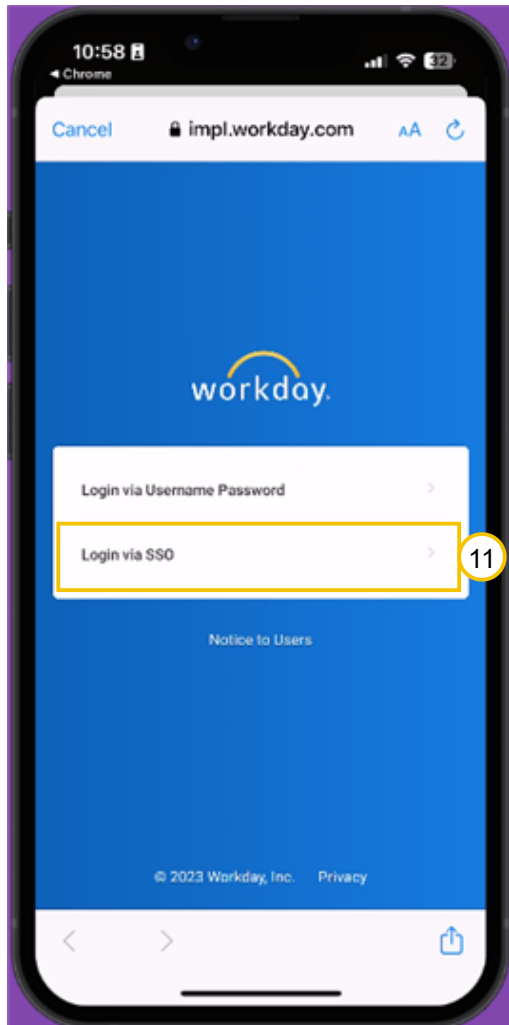 10:58 32
◀ Chrome
Cancel impl.workday.com AA
workday.
Login via Username Password
Login via SSO
11
Notice to Users
© 2023 Workday, Inc. Privacy